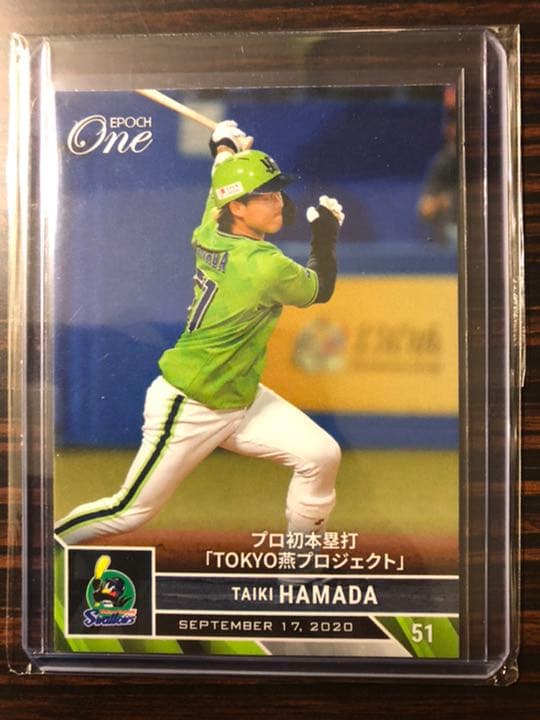 EPOCH
One
プロ初本塁打
「TOKYO燕プロジェクト」
TAIKI HAMADA
Swallows
SEPTEMBER 17, 2020
51